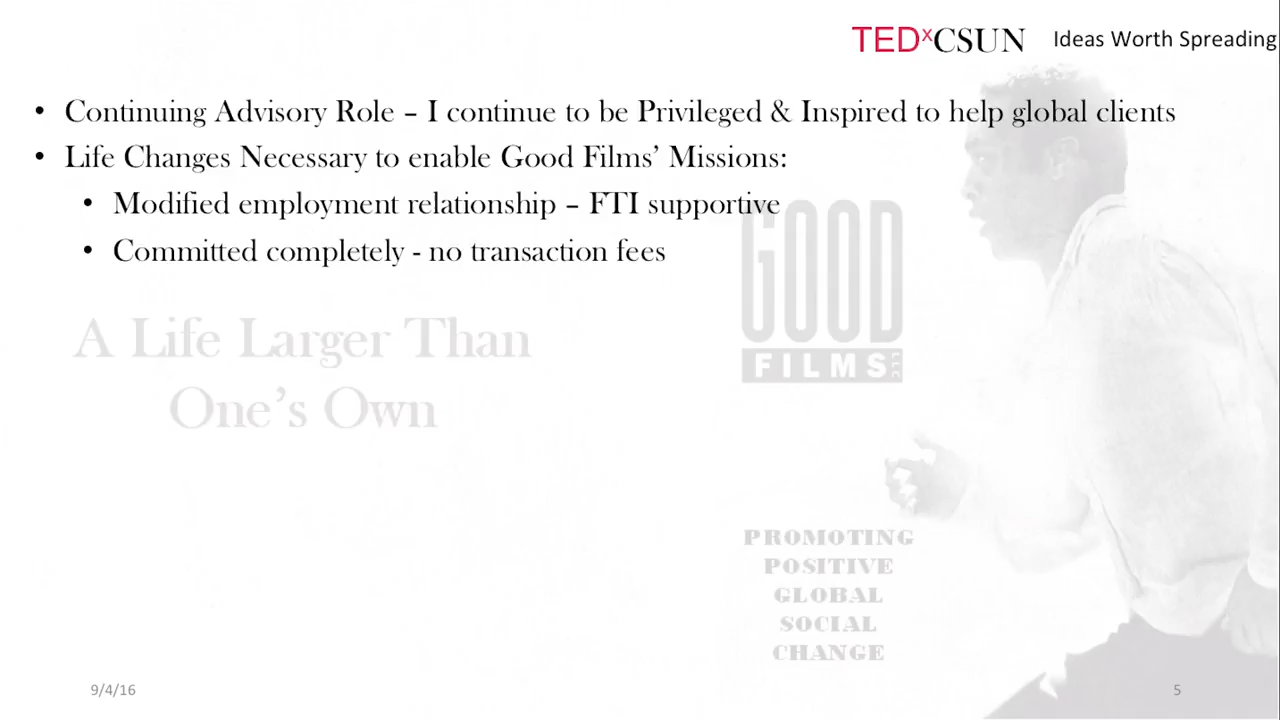 TEDxCSUN Ideas Worth Spreading
• Continuing Advisory Role – I continue to be Privileged & Inspired to help global clients
• Life Changes Necessary to enable Good Films’ Missions:
• Modified employment relationship – FTI supportive
• Committed completely - no transaction fees
GOOD
FILMS LLC
A Life Larger Than
One’s Own
PROMOTING
POSITIVE
GLOBAL
SOCIAL
CHANGE
9/4/16
5